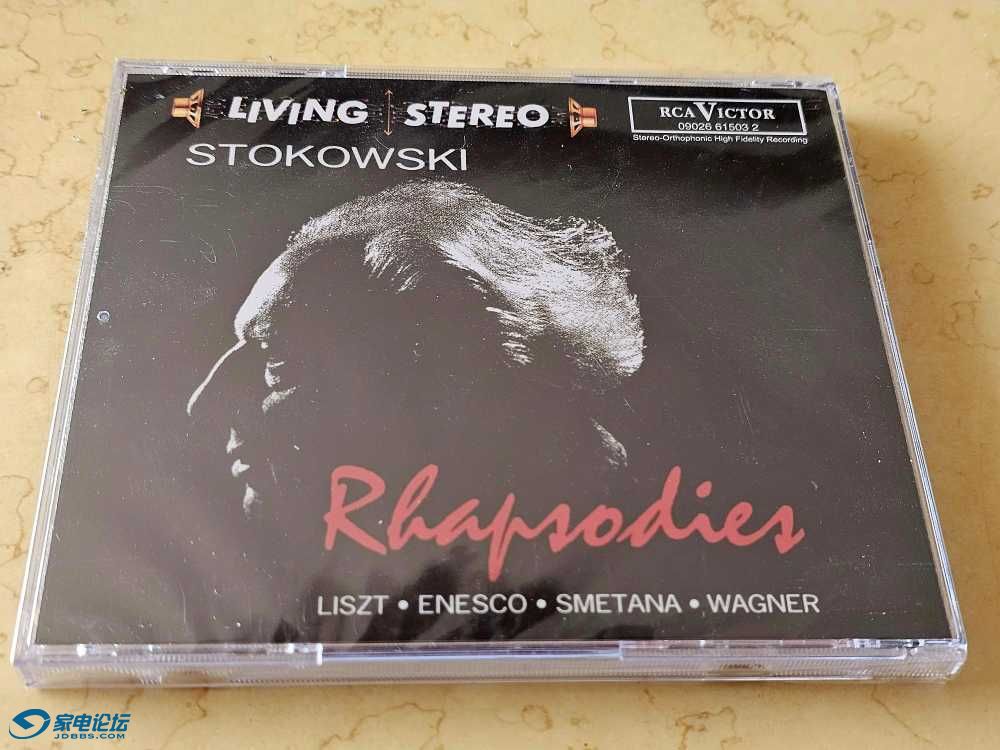 LIVING STEREO
RCA VICTOR
09026 61503 2
Stereo-Orthophonic High Fidelity Recording
STOKOWSKI
Rhapsodies
LISZT • ENESCO • SMETANA • WAGNER
家电论坛
JDBBS.COM